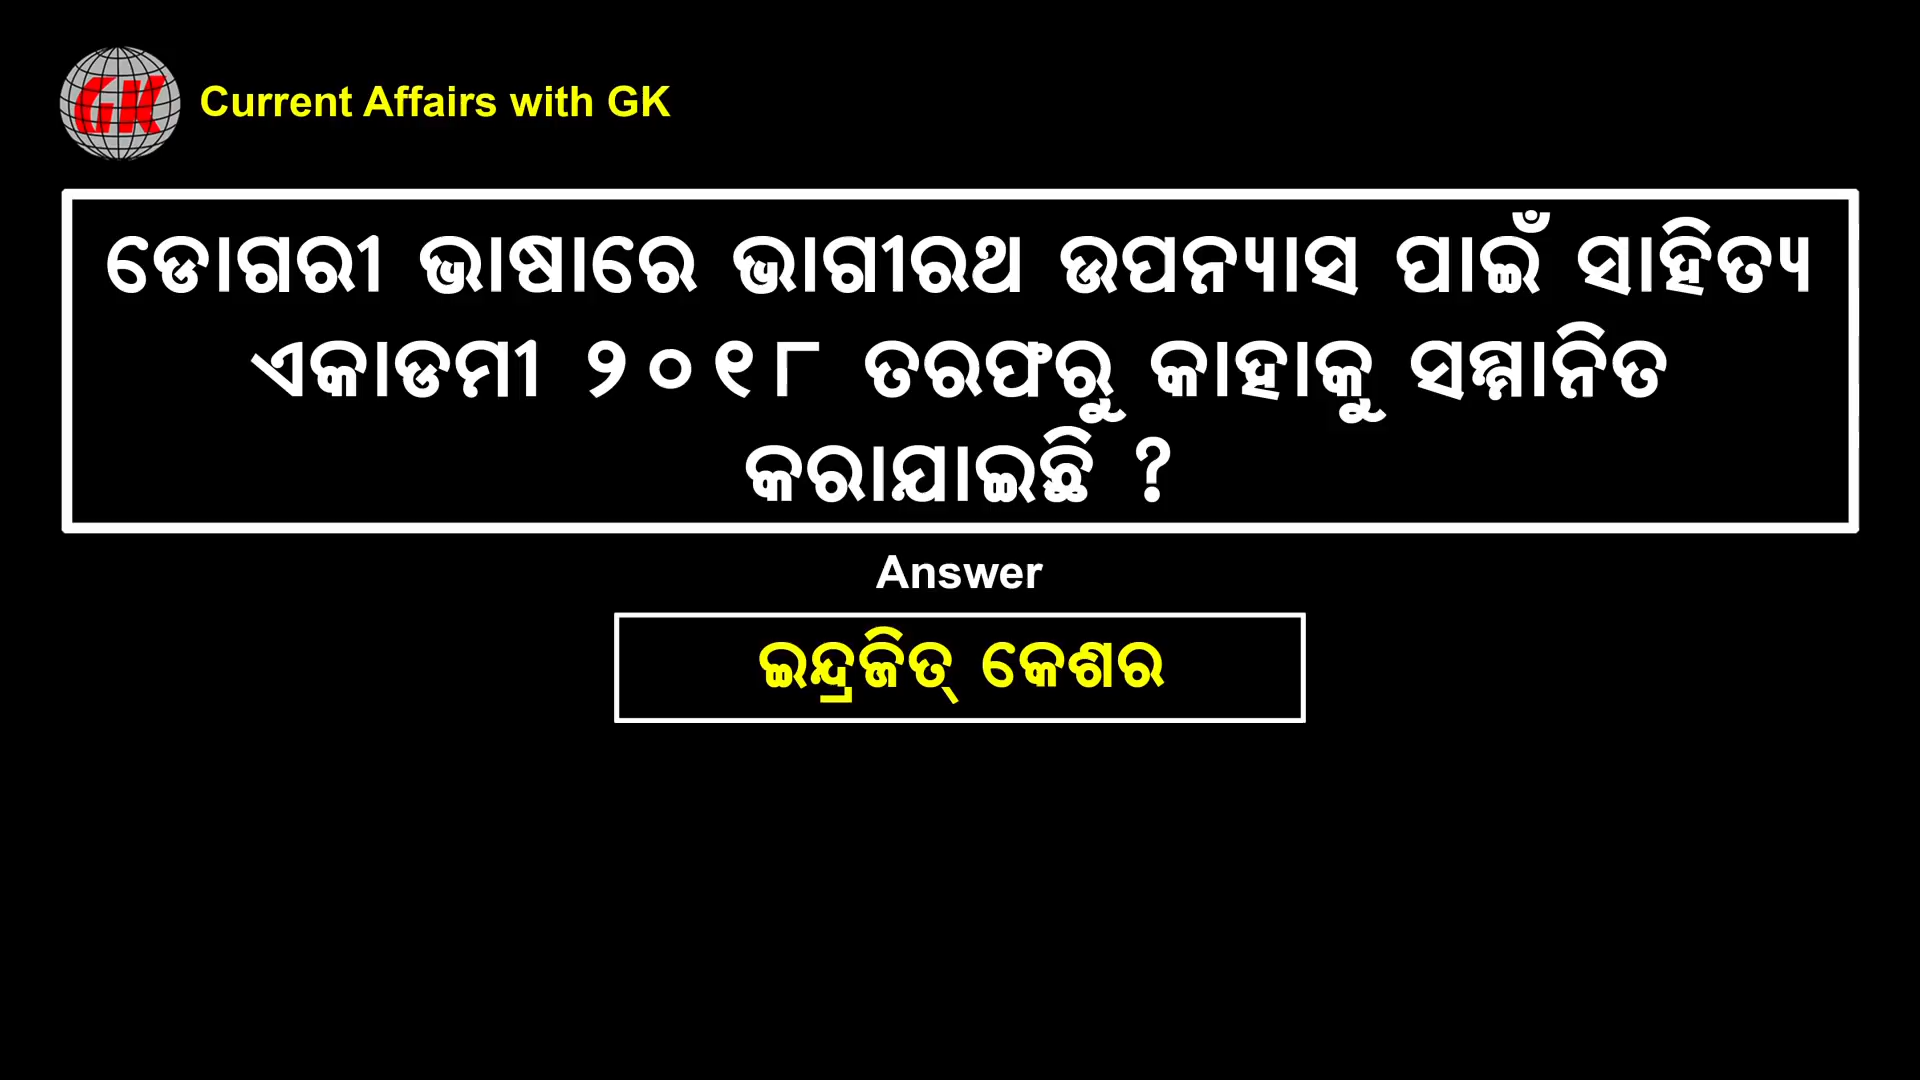 GK
Current Affairs with GK
ଡୋଗରୀ ଭାଷାରେ ଭାଗୀରଥ ଉପନ୍ୟାସ ପାଇଁ ସାହିତ୍ୟ
ଏକାଡମୀ ୨୦୧୮ ତରଫରୁ କାହାକୁ ସମ୍ମାନିତ
କରାଯାଇଛି ?
Answer
ଇନ୍ଦ୍ରଜିତ୍ କେଶର